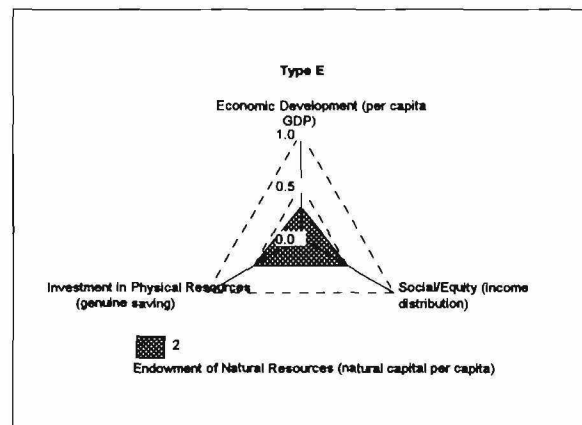 Type E
Economic Development (per capita
GDP)
1.0
0.5
0.0
Investment in Physical Resources
(genuine saving)
Social/Equity (income
distribution)
2
Endowment of Natural Resources (natural capital per capita)